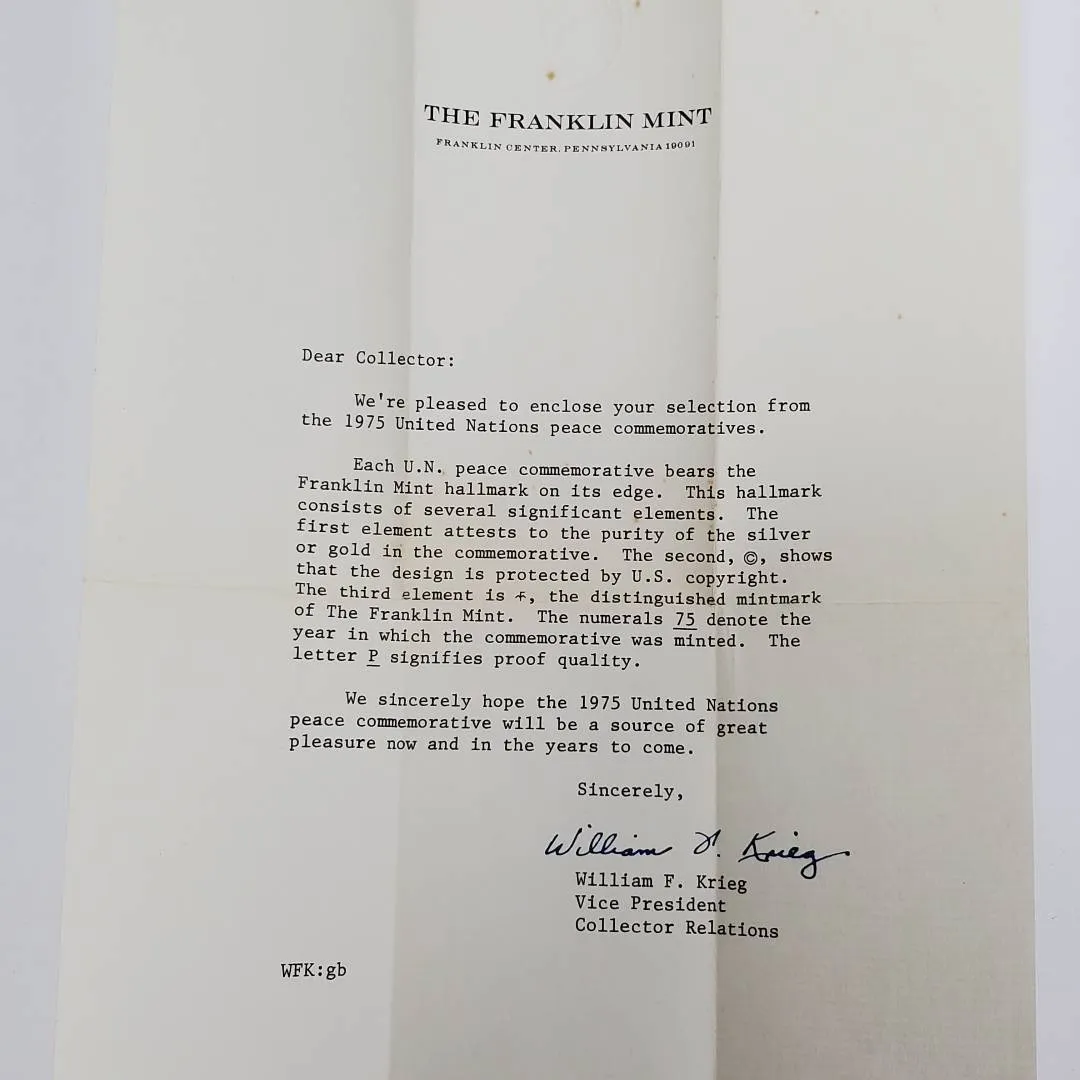 THE FRANKLIN MINT
FRANKLIN CENTER, PENNSYLVANIA 19091
Dear Collector:
We're pleased to enclose your selection from
the 1975 United Nations peace commemoratives.
Each U.N. peace commemorative bears the
Franklin Mint hallmark on its edge. This hallmark
consists of several significant elements. The
first element attests to the purity of the silver
or gold in the commemorative. The second, ©, shows
that the design is protected by U.S. copyright.
The third element is f, the distinguished mintmark
of The Franklin Mint. The numerals 75 denote the
year in which the commemorative was minted. The
letter P signifies proof quality.
We sincerely hope the 1975 United Nations
peace commemorative will be a source of great
pleasure now and in the years to come.
Sincerely,
William F. Krieg
William F. Krieg
Vice President
Collector Relations
WFK:gb